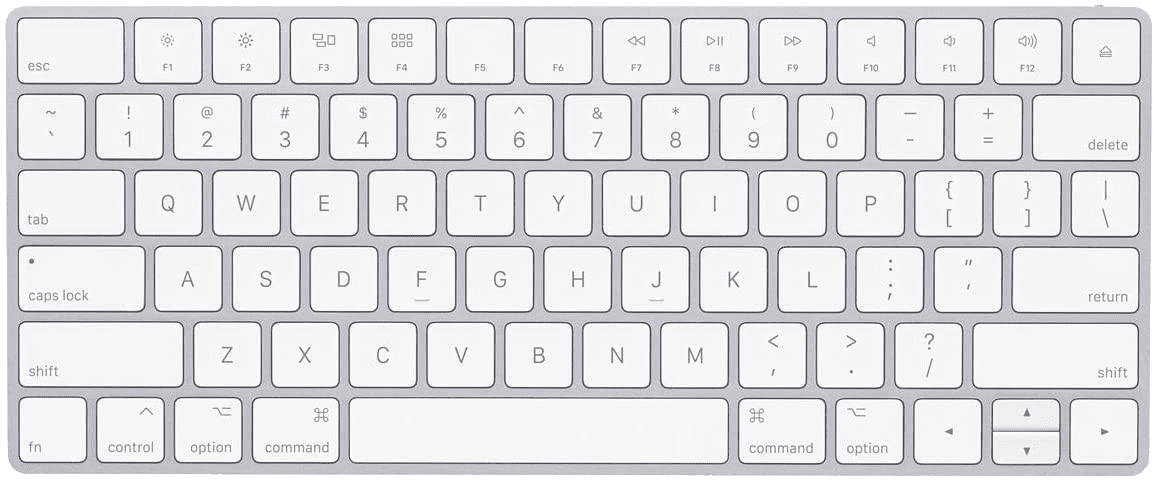 esc F1 F2 F3 F4 F5 F6 F7 F8 F9 F10 F11 F12
~ ! @ # $ % ^ & * ( ) — +
` 1 2 3 4 5 6 7 8 9 0 - = delete
tab Q W E R T Y U I O P { [ } ] | \
caps lock A S D F G H J K L : ; " ' return
shift Z X C V B N M < , > . ? / shift
fn control option command command option